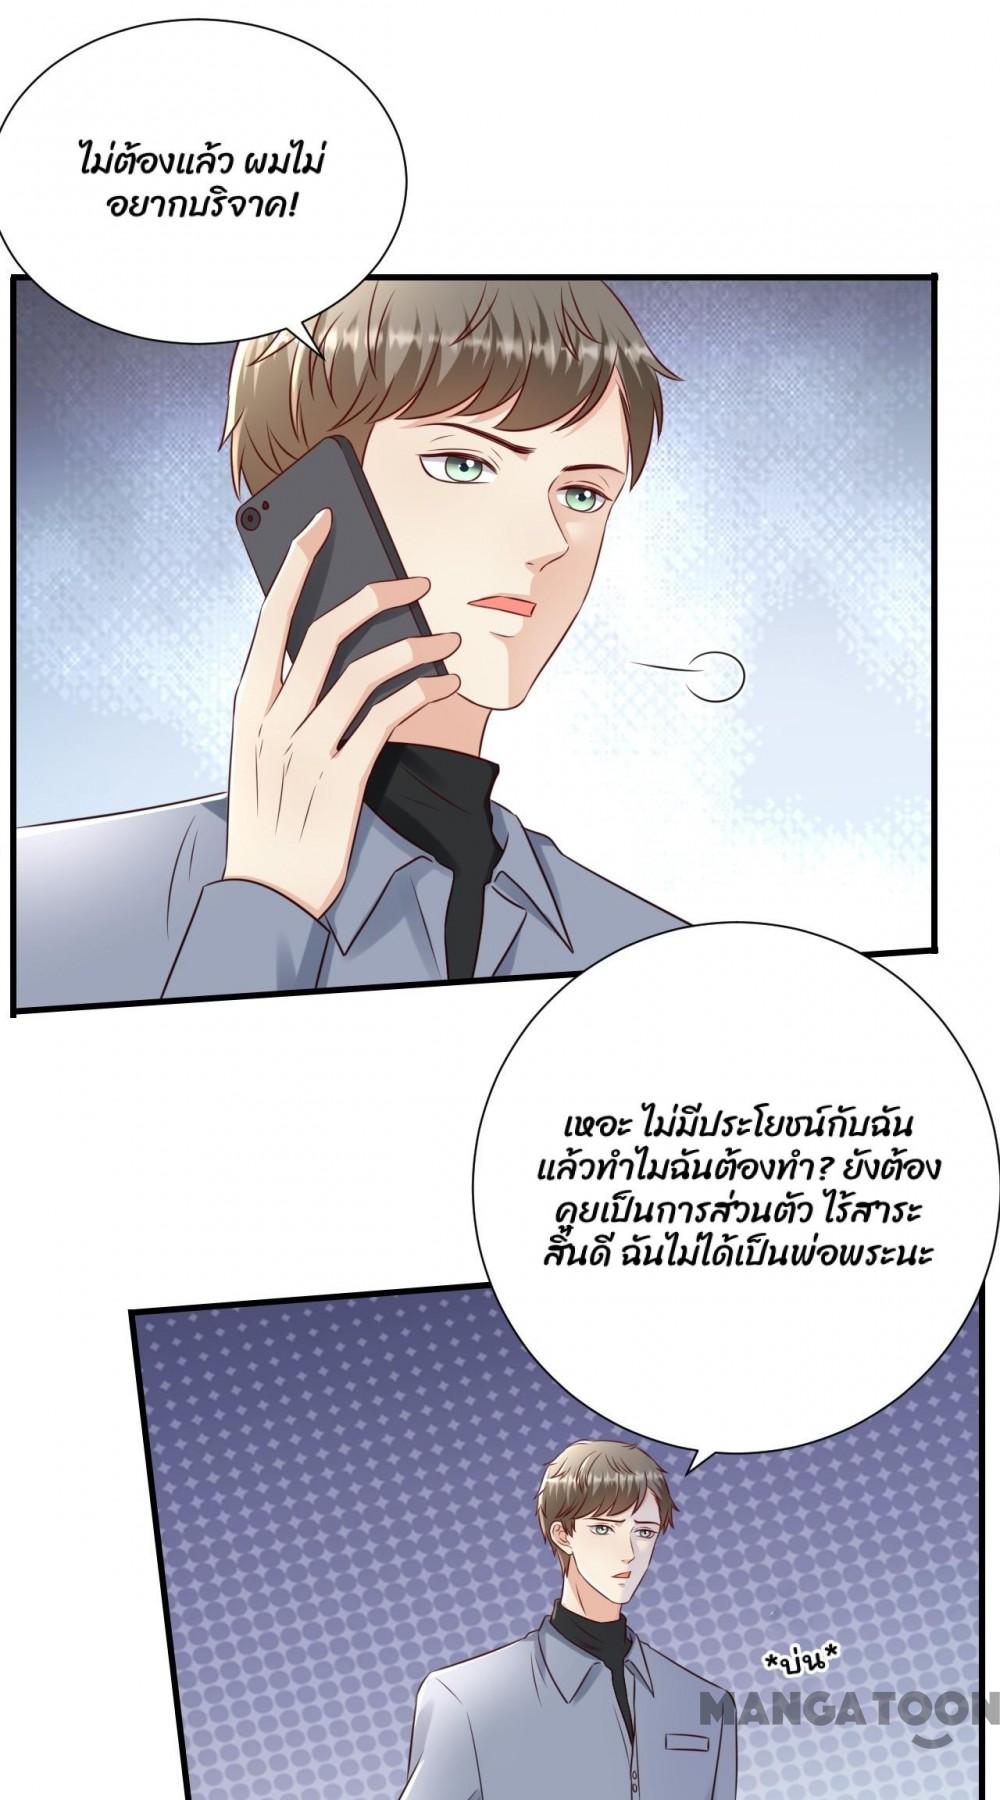 ไม่ต้องแล้ว ผมไม่
อยากบริจาค!
เหอะ ไม่มีประโยชน์กับฉัน
แล้วทำไมฉันต้องทำ? ยังต้อง
คุยเป็นการส่วนตัว ไร้สาระ
สิ้นดี ฉันไม่ได้เป็นพ่อพระนะ
*บ่น*
MANGATOON